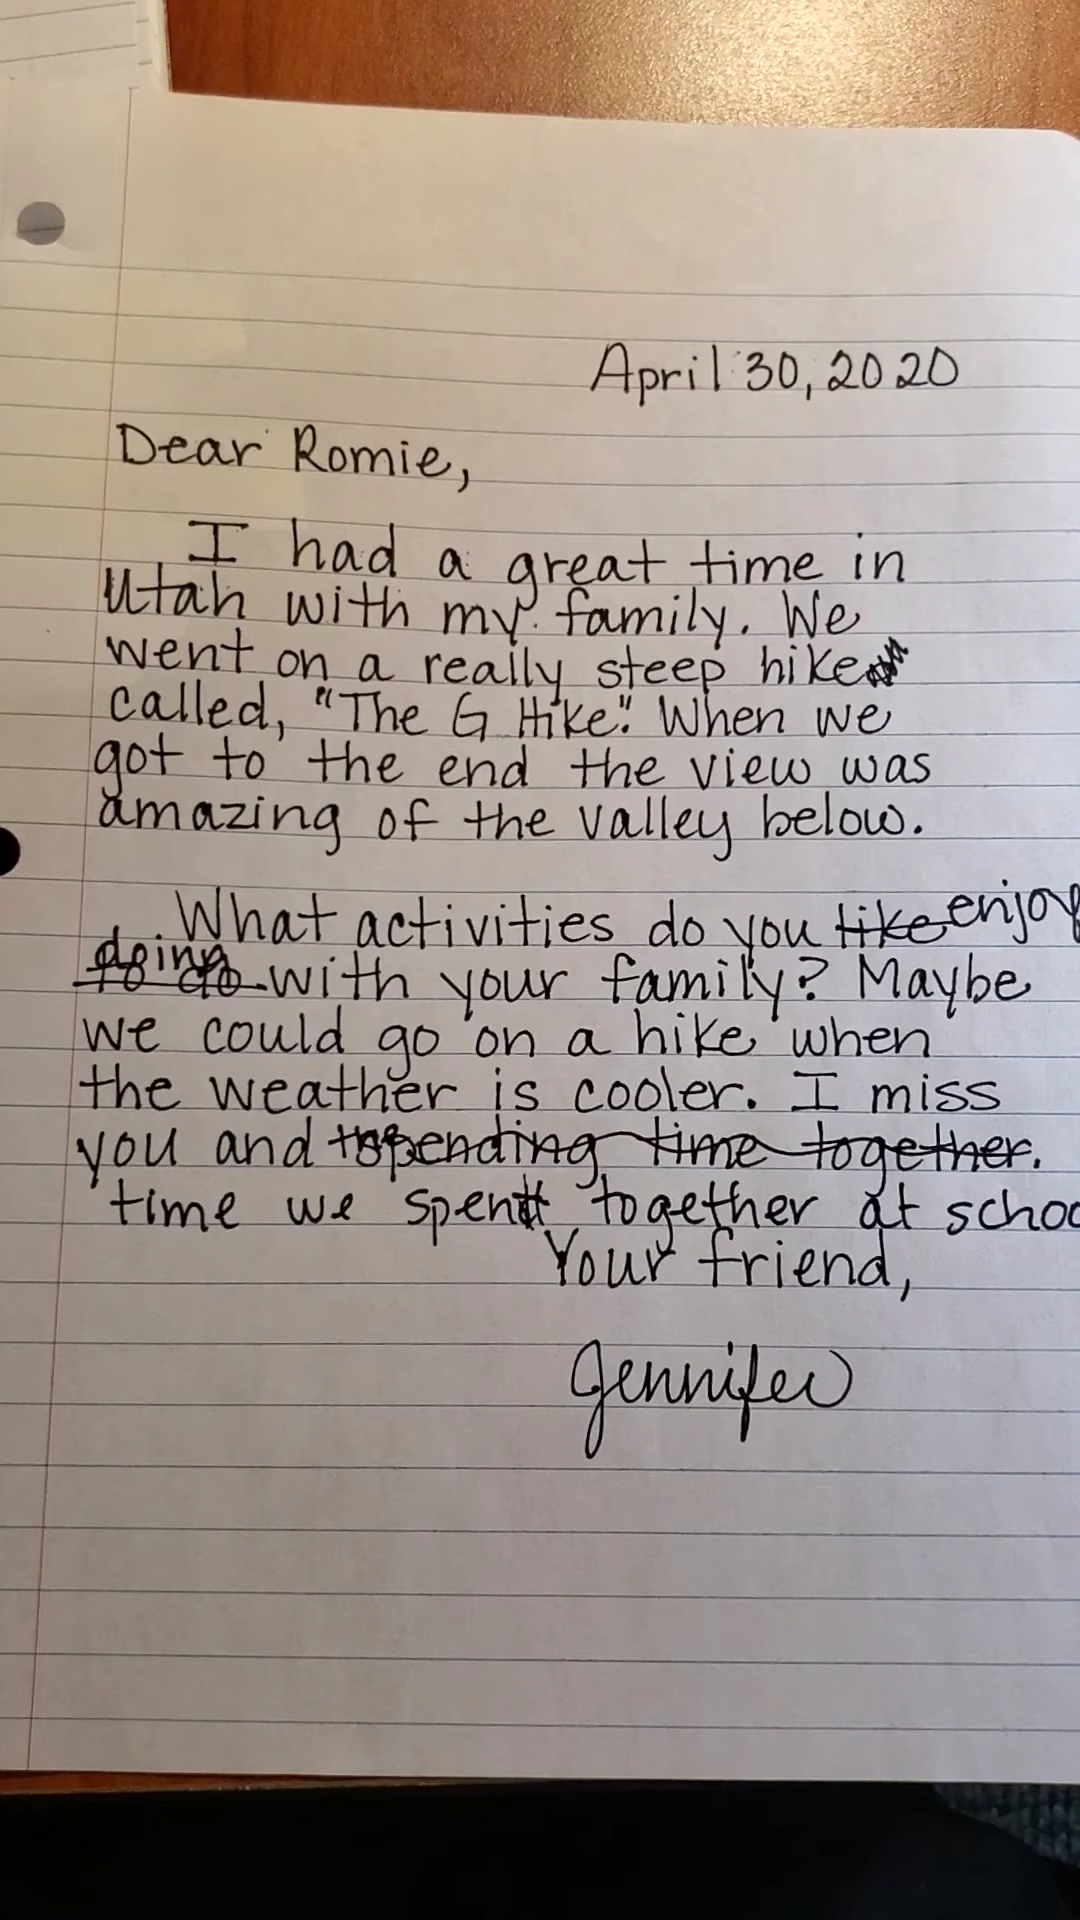 April 30, 2020
Dear Romie,
I had a great time in
Utah with my family. We
went on a really steep hike
called, "The G Hike." When we
got to the end the view was
amazing of the valley below.
What activities do you like enjoy
doing to do with your family? Maybe
we could go on a hike when
the weather is cooler. I miss
you and the spending time together.
time we spent together at schoo
Your friend,
Jennifer